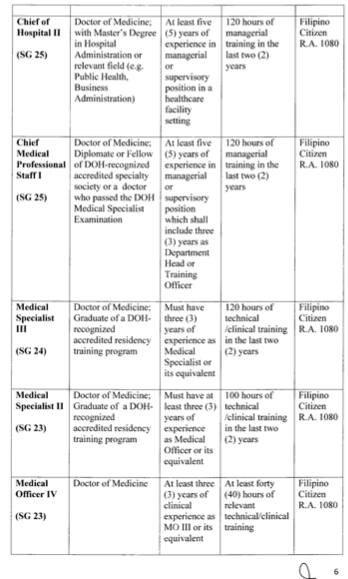 Chief of
Hospital II
(SG 25)
Doctor of Medicine;
with Master's Degree
in Hospital
Administration or
relevant field (e.g.
Public Health,
Business
Administration)
At least five
(5) years of
experience in
managerial
or
supervisory
position in a
healthcare
facility
setting
120 hours of
managerial
training in the
last two (2)
years
Filipino
Citizen
R.A. 1080
Chief
Medical
Professional
Staff I
(SG 25)
Doctor of Medicine;
Diplomate or Fellow
of DOH-recognized
accredited specialty
society or a doctor
who passed the DOH
Medical Specialist
Examination
At least five
(5) years of
experience in
managerial
or
supervisory
position
which shall
include three
(3) years as
Department
Head or
Training
Officer
120 hours of
managerial
training in the
last two (2)
years
Filipino
Citizen
R.A. 1080
Medical
Specialist
III
(SG 24)
Doctor of Medicine;
Graduate of a DOH-
recognized
accredited residency
training program
Must have
three (3)
years of
experience as
Medical
Specialist or
its equivalent
120 hours of
technical
/clinical training
in the last two
(2) years
Filipino
Citizen
R.A. 1080
Medical
Specialist II
(SG 23)
Doctor of Medicine;
Graduate of a DOH-
recognized
accredited residency
training program
Must have at
least three (3)
years of
experience
as Medical
Officer or its
equivalent
100 hours of
technical
/clinical training
in the last two
(2) years
Filipino
Citizen
R.A. 1080
Medical
Officer IV
(SG 23)
Doctor of Medicine
At least three
(3) years of
clinical
experience as
MO III or its
equivalent
At least forty
(40) hours of
relevant
technical/clinical
training
Filipino
Citizen
R.A. 1080
6